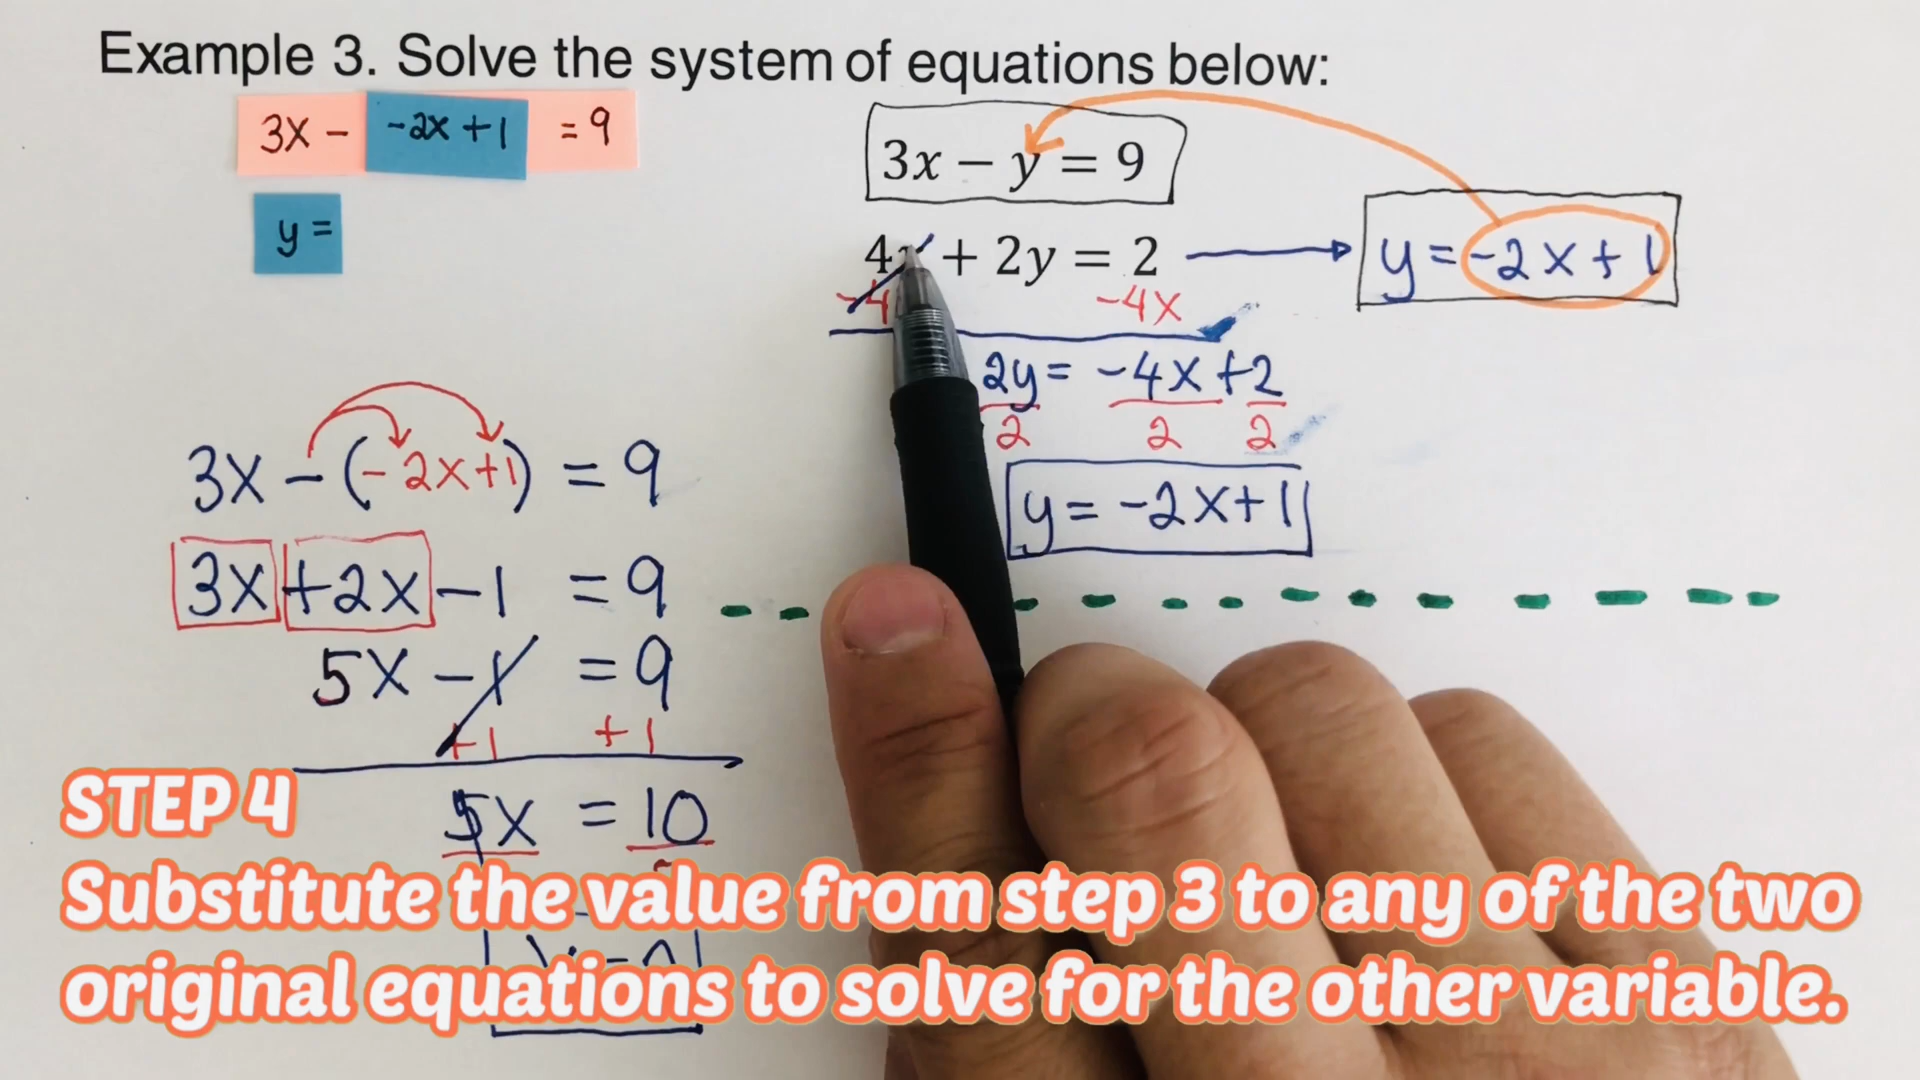 Example 3. Solve the system of equations below:
3x - -2x + 1 = 9
y =
3x − y = 9
4x + 2y = 2
y = -2x + 1
-4 -4x
2y = -4x + 2
2 2 2
y = -2x + 1
3x - (-2x+1) = 9
3x +2x - 1 = 9
5x - 1 = 9
+1 +1
5x = 10
STEP 4
Substitute the value from step 3 to any of the two
original equations to solve for the other variable.